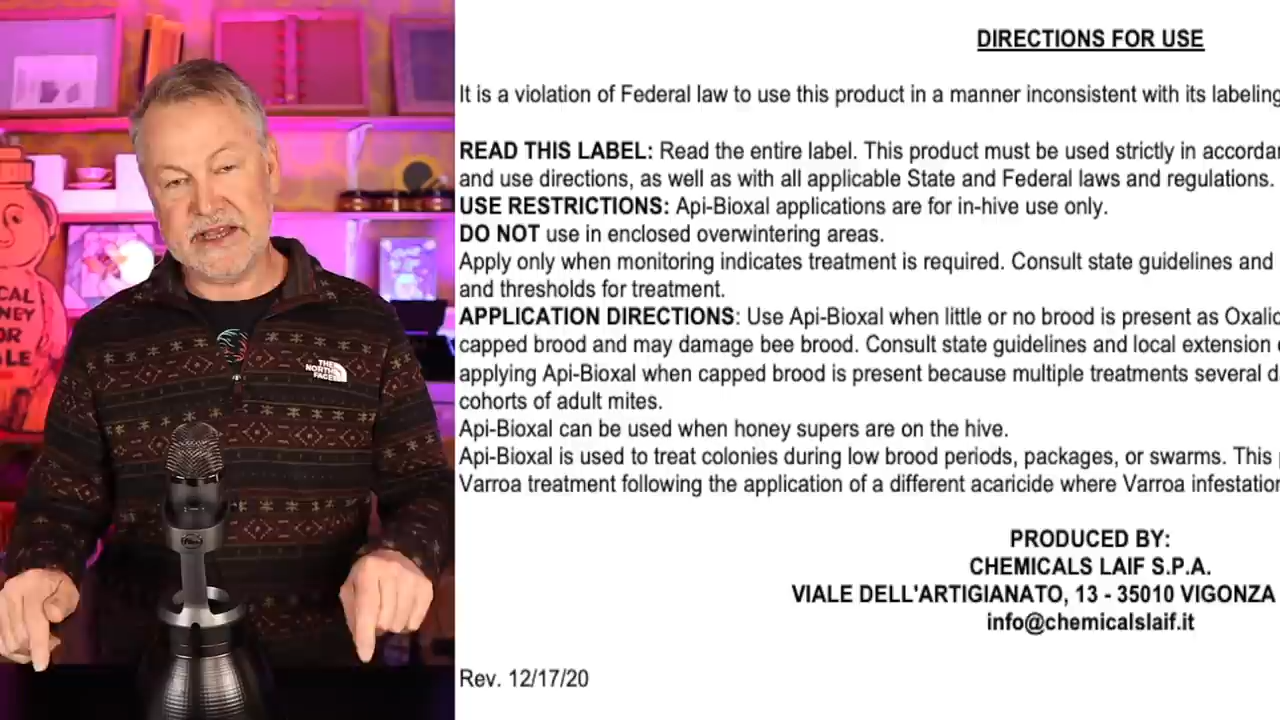 DIRECTIONS FOR USE
It is a violation of Federal law to use this product in a manner inconsistent with its labeling
READ THIS LABEL: Read the entire label. This product must be used strictly in accordan
and use directions, as well as with all applicable State and Federal laws and regulations.
USE RESTRICTIONS: Api-Bioxal applications are for in-hive use only.
DO NOT use in enclosed overwintering areas.
Apply only when monitoring indicates treatment is required. Consult state guidelines and
and thresholds for treatment.
APPLICATION DIRECTIONS: Use Api-Bioxal when little or no brood is present as Oxalic
capped brood and may damage bee brood. Consult state guidelines and local extension
applying Api-Bioxal when capped brood is present because multiple treatments several d
cohorts of adult mites.
Api-Bioxal can be used when honey supers are on the hive.
Api-Bioxal is used to treat colonies during low brood periods, packages, or swarms. This
Varroa treatment following the application of a different acaricide where Varroa infestation
PRODUCED BY:
CHEMICALS LAIF S.P.A.
VIALE DELL'ARTIGIANATO, 13 - 35010 VIGONZA
info@chemicalslaif.it
Rev. 12/17/20
CAL
NEY
OR
LE
THE
NORTH
FACE